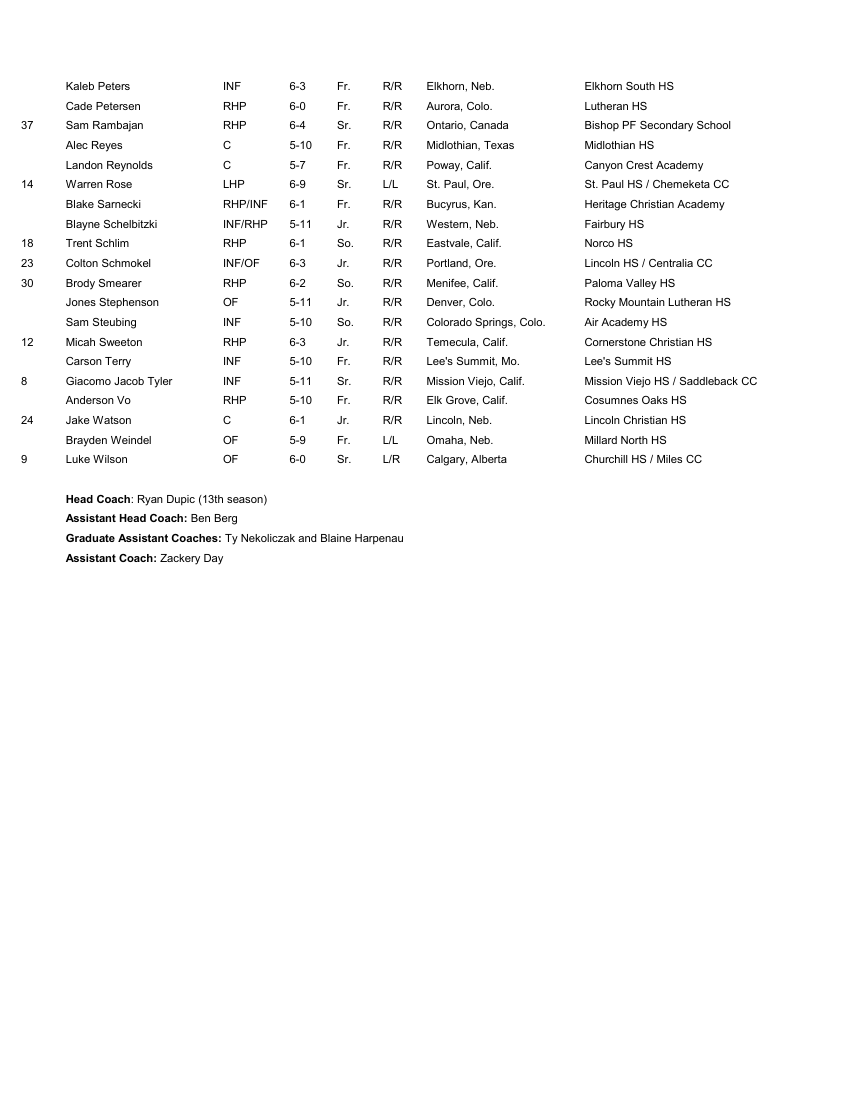 Kaleb Peters INF 6-3 Fr. R/R Elkhorn, Neb. Elkhorn South HS
Cade Petersen RHP 6-0 Fr. R/R Aurora, Colo. Lutheran HS
37 Sam Rambajan RHP 6-4 Sr. R/R Ontario, Canada Bishop PF Secondary School
Alec Reyes C 5-10 Fr. R/R Midlothian, Texas Midlothian HS
Landon Reynolds C 5-7 Fr. R/R Poway, Calif. Canyon Crest Academy
14 Warren Rose LHP 6-9 Sr. L/L St. Paul, Ore. St. Paul HS / Chemeketa CC
Blake Sarnecki RHP/INF 6-1 Fr. R/R Bucyrus, Kan. Heritage Christian Academy
Blayne Schelbitzki INF/RHP 5-11 Jr. R/R Western, Neb. Fairbury HS
18 Trent Schlim RHP 6-1 So. R/R Eastvale, Calif. Norco HS
23 Colton Schmokel INF/OF 6-3 Jr. R/R Portland, Ore. Lincoln HS / Centralia CC
30 Brody Smearer RHP 6-2 So. R/R Menifee, Calif. Paloma Valley HS
Jones Stephenson OF 5-11 Jr. R/R Denver, Colo. Rocky Mountain Lutheran HS
Sam Steubing INF 5-10 So. R/R Colorado Springs, Colo. Air Academy HS
12 Micah Sweeton RHP 6-3 Jr. R/R Temecula, Calif. Cornerstone Christian HS
Carson Terry INF 5-10 Fr. R/R Lee's Summit, Mo. Lee's Summit HS
8 Giacomo Jacob Tyler INF 5-11 Sr. R/R Mission Viejo, Calif. Mission Viejo HS / Saddleback CC
Anderson Vo RHP 5-10 Fr. R/R Elk Grove, Calif. Cosumnes Oaks HS
24 Jake Watson C 6-1 Jr. R/R Lincoln, Neb. Lincoln Christian HS
Brayden Weindel OF 5-9 Fr. L/L Omaha, Neb. Millard North HS
9 Luke Wilson OF 6-0 Sr. L/R Calgary, Alberta Churchill HS / Miles CC
Head Coach: Ryan Dupic (13th season)
Assistant Head Coach: Ben Berg
Graduate Assistant Coaches: Ty Nekoliczak and Blaine Harpenau
Assistant Coach: Zackery Day